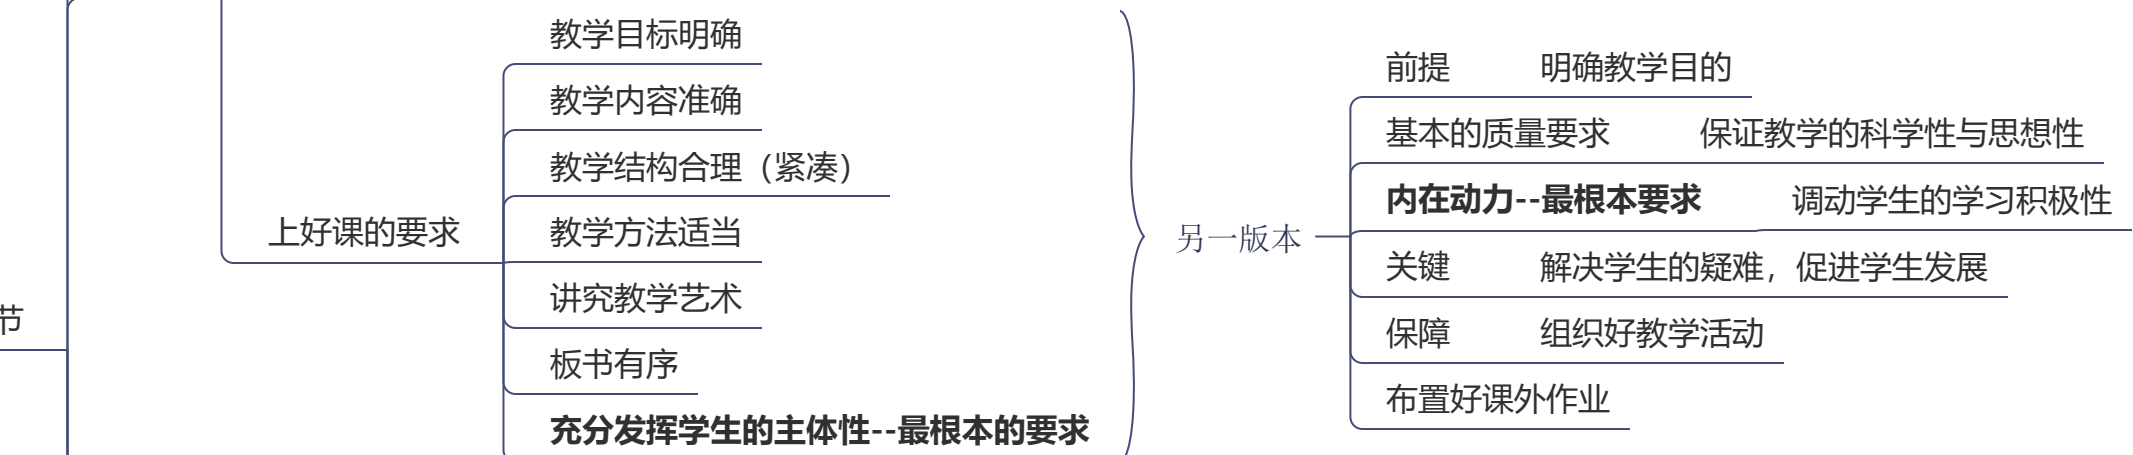 节
上好课的要求
教学目标明确
教学内容准确
教学结构合理（紧凑）
教学方法适当
讲究教学艺术
板书有序
充分发挥学生的主体性--最根本的要求
另一版本
前提 明确教学目的
基本的质量要求 保证教学的科学性与思想性
内在动力--最根本要求 调动学生的学习积极性
关键 解决学生的疑难，促进学生发展
保障 组织好教学活动
布置好课外作业